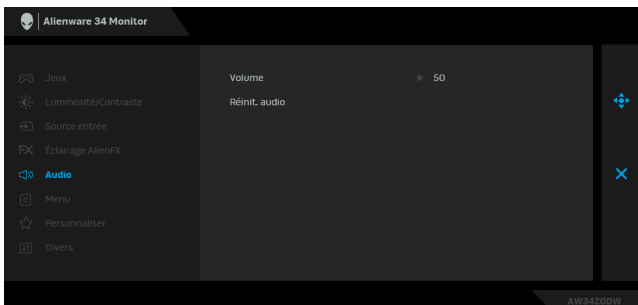 Alienware 34 Monitor
Jeux
Luminosité/Contraste
Source entrée
FX Éclairage AlienFX
Audio
Menu
Personnaliser
Divers
Volume 50
Réinit. audio
AW3420DW